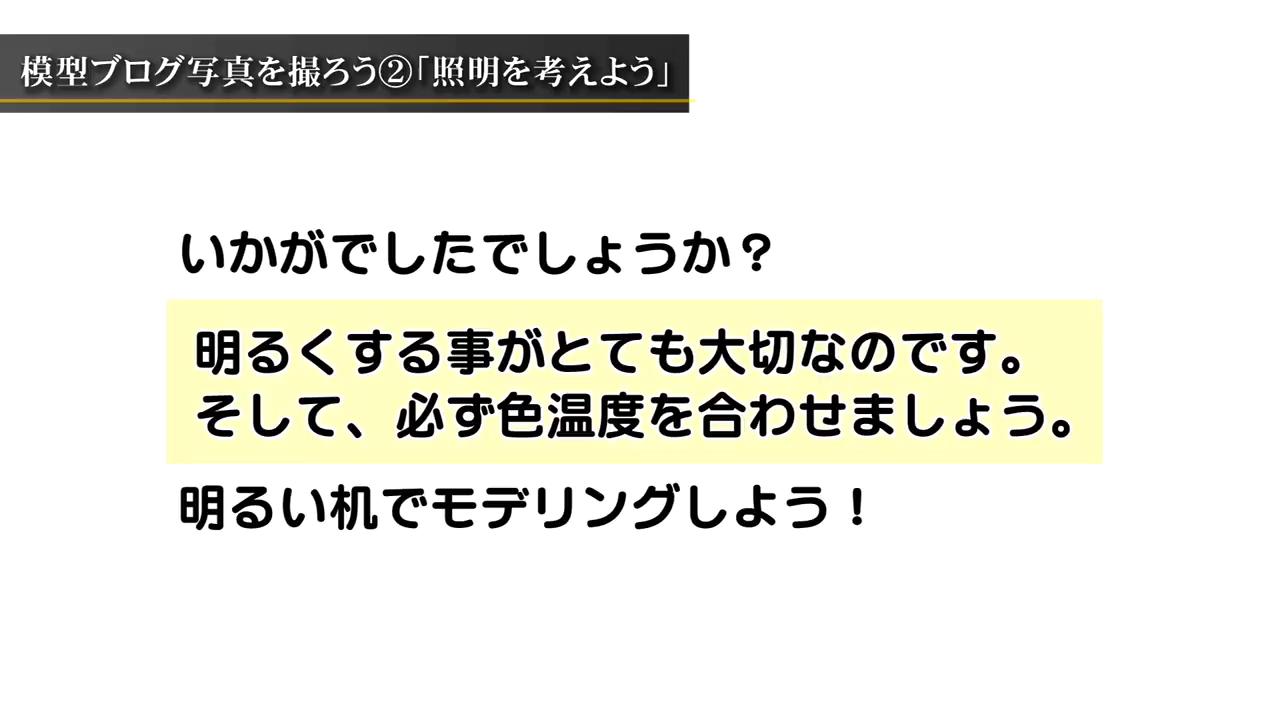 模型ブログ写真を撮ろう②「照明を考えよう」
いかがでしたでしょうか？
明るくする事がとても大切なのです。
そして、必ず色温度を合わせましょう。
明るい机でモデリングしよう！